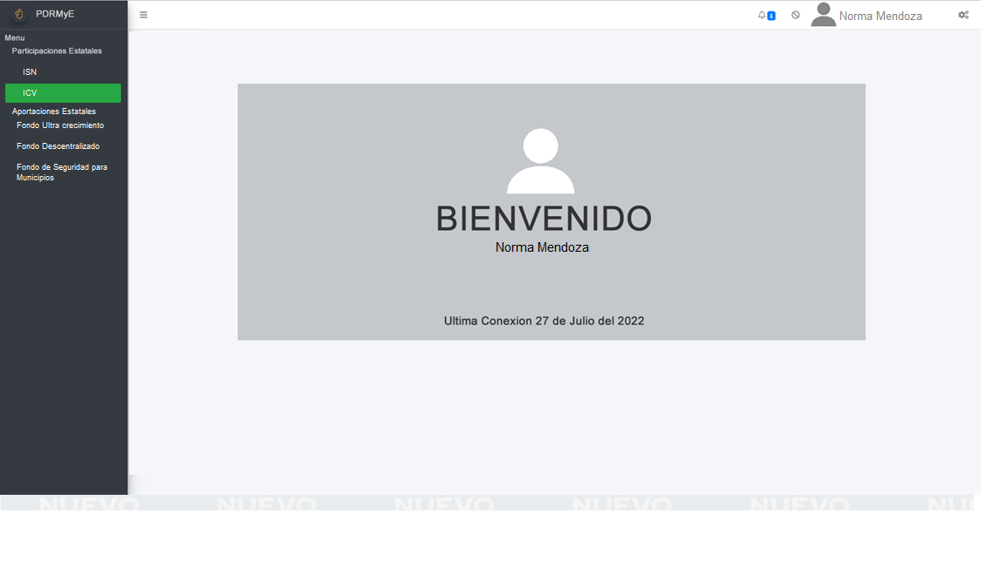 PDRMyE
1
Norma Mendoza
Menu
Participaciones Estatales
ISN
ICV
Aportaciones Estatales
Fondo Ultra crecimiento
Fondo Descentralizado
Fondo de Seguridad para
Municipios
BIENVENIDO
Norma Mendoza
Ultima Conexion 27 de Julio del 2022
NUEVO NUEVO NUEVO NUEVO NUEVO NU